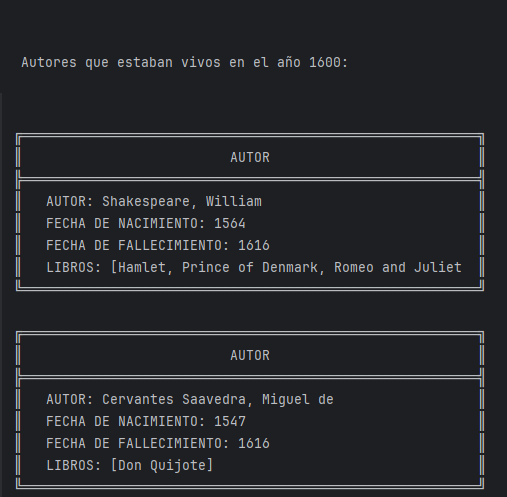 Autores que estaban vivos en el año 1600:
AUTOR
AUTOR: Shakespeare, William
FECHA DE NACIMIENTO: 1564
FECHA DE FALLECIMIENTO: 1616
LIBROS: [Hamlet, Prince of Denmark, Romeo and Juliet
AUTOR
AUTOR: Cervantes Saavedra, Miguel de
FECHA DE NACIMIENTO: 1547
FECHA DE FALLECIMIENTO: 1616
LIBROS: [Don Quijote]